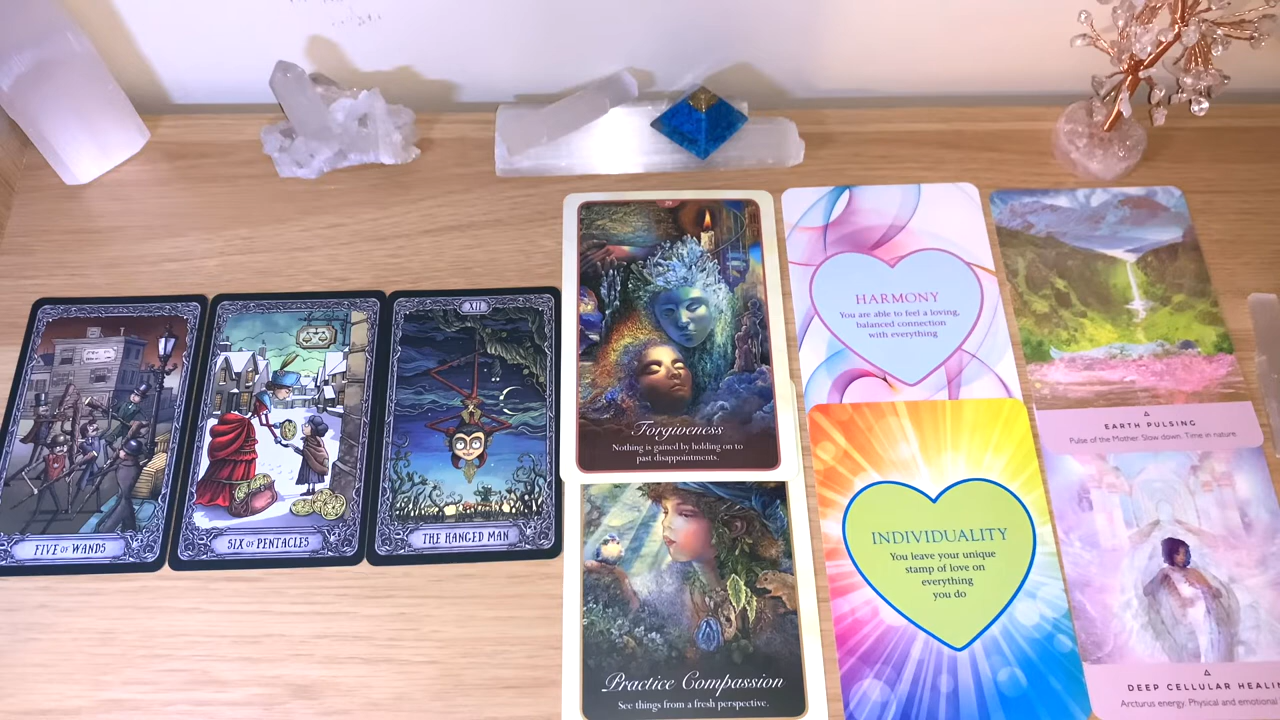 FIVE OF WANDS
SIX OF PENTACLES
XII
THE HANGED MAN
Forgiveness
Nothing is gained by holding on to
past disappointments.
Practice Compassion
See things from a fresh perspective.
HARMONY
You are able to feel a loving,
balanced connection
with everything
INDIVIDUALITY
You leave your unique
stamp of love on
everything
you do
EARTH PULSING
Pulse of the Mother. Slow down. Time in nature
DEEP CELLULAR HEALIN
Arcturus energy. Physical and emotional